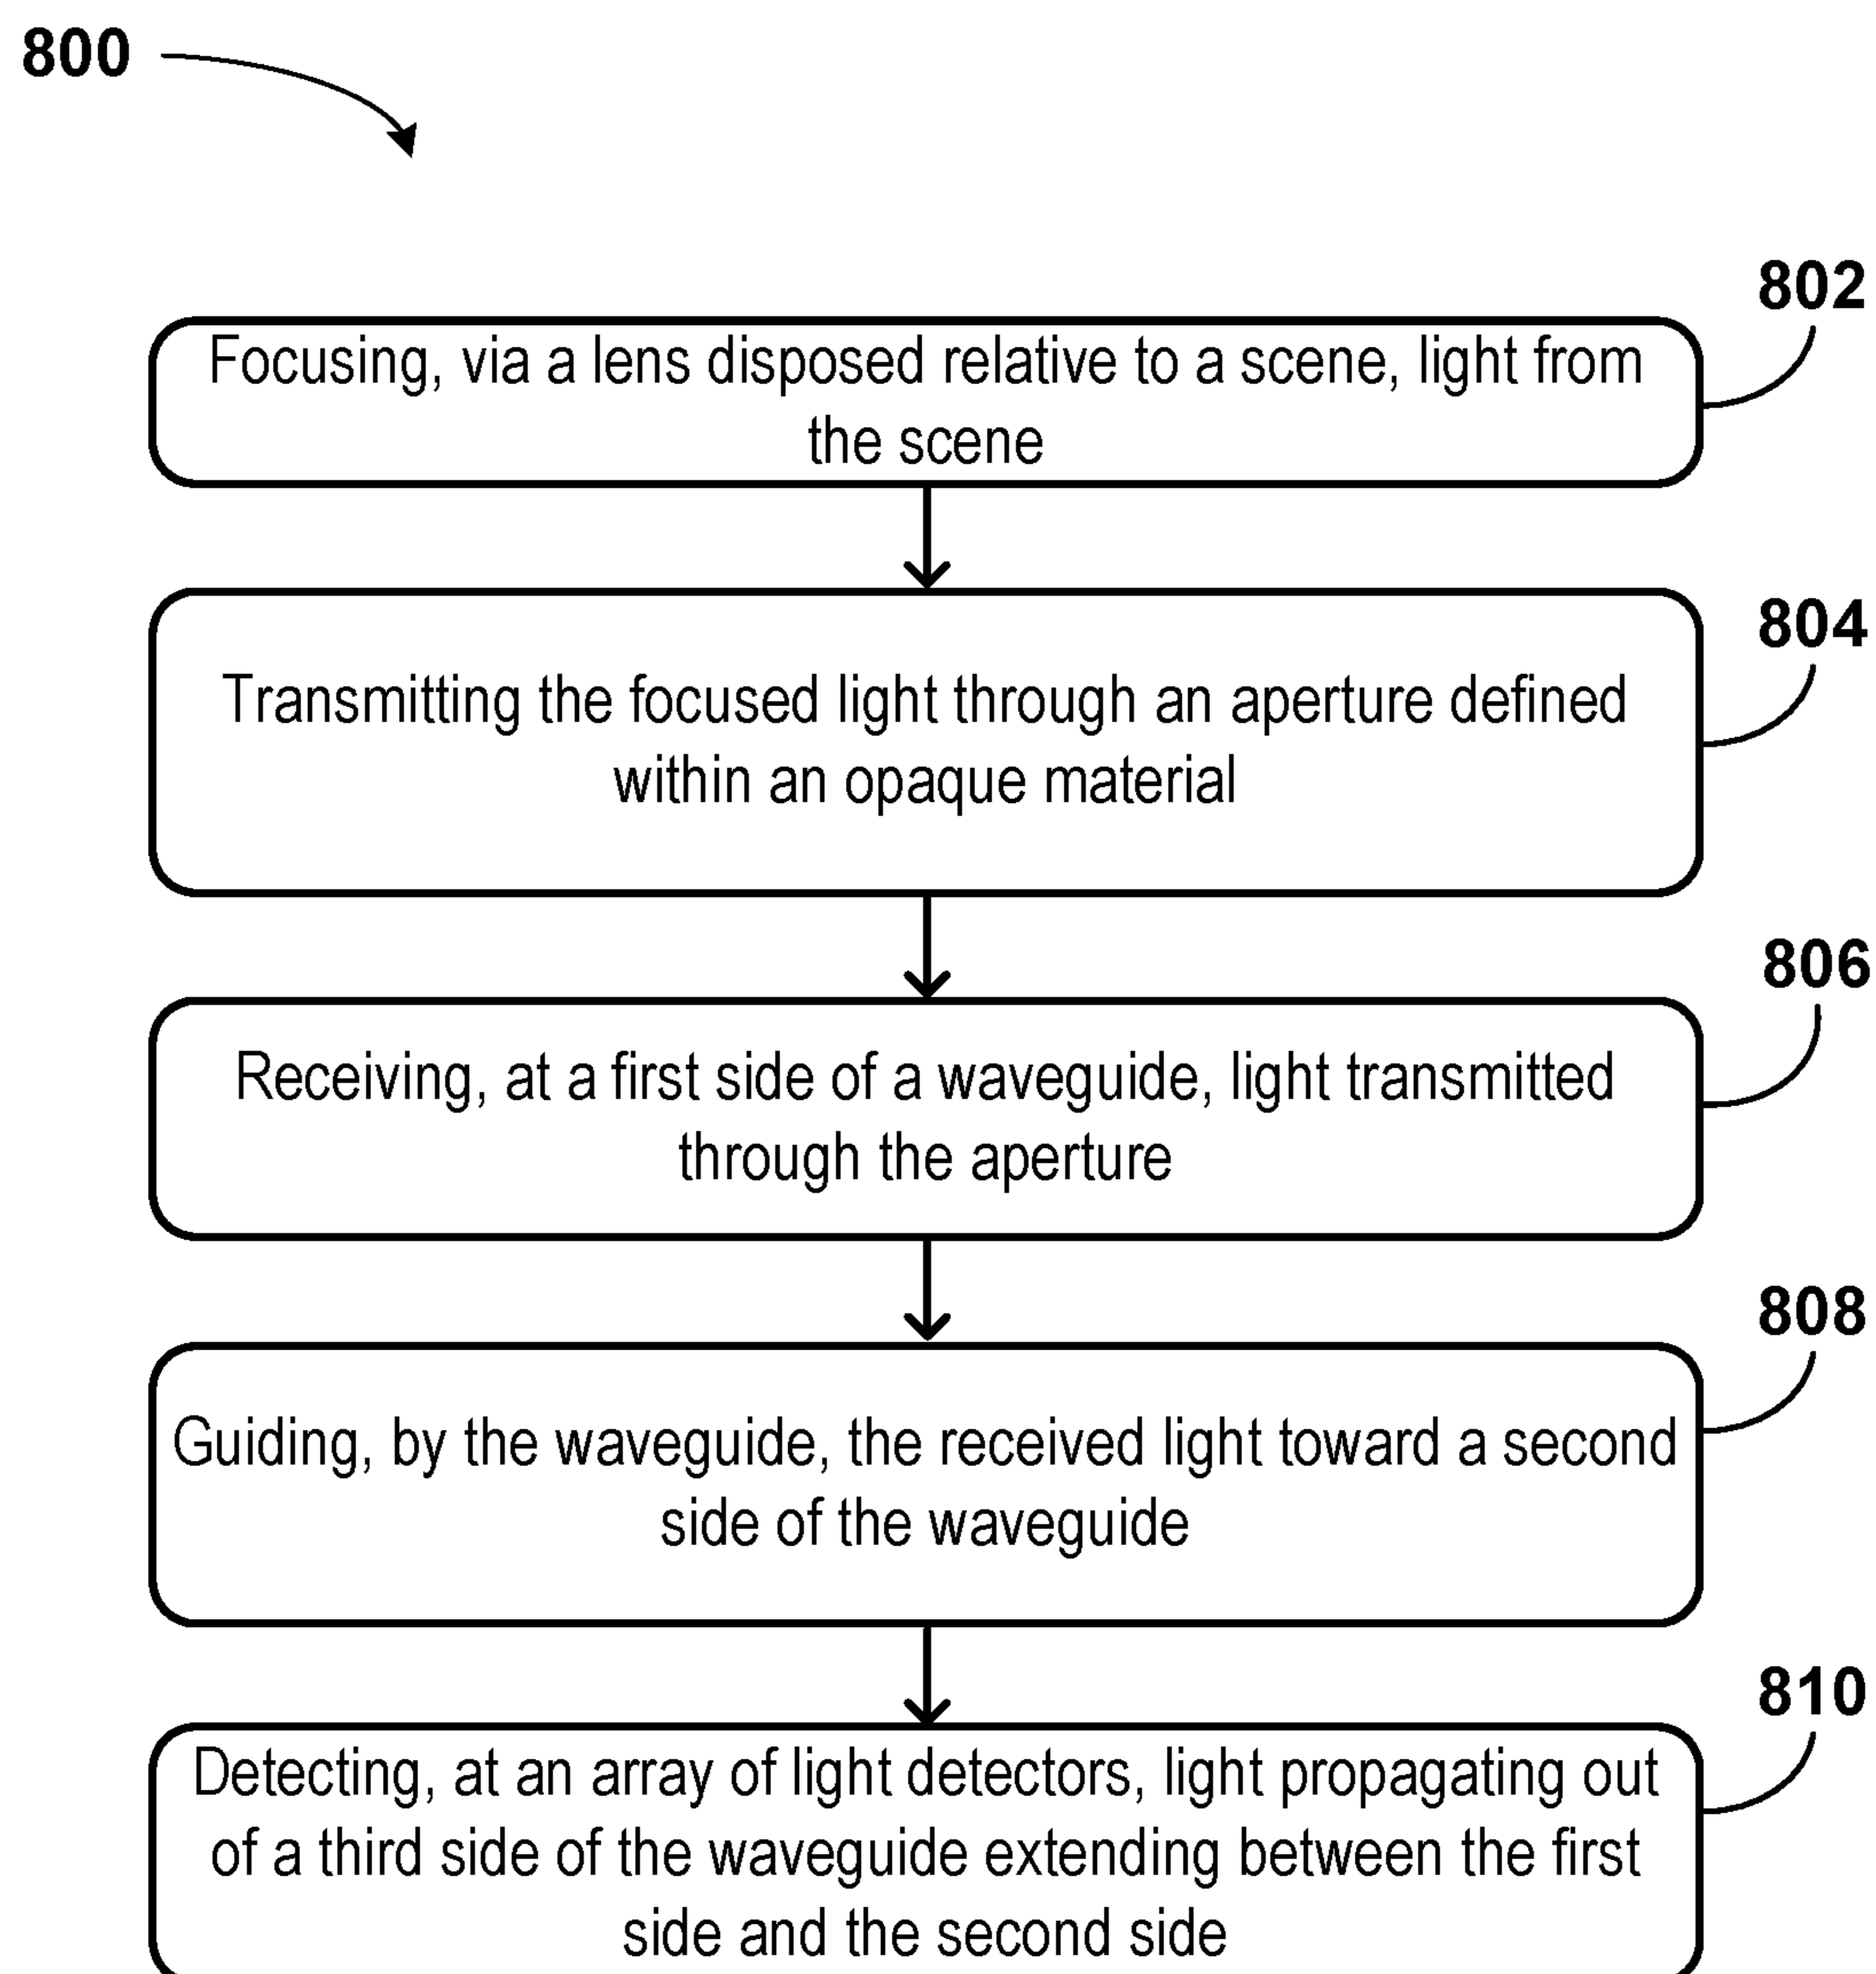 800
802
Focusing, via a lens disposed relative to a scene, light from
the scene
804
Transmitting the focused light through an aperture defined
within an opaque material
806
Receiving, at a first side of a waveguide, light transmitted
through the aperture
808
Guiding, by the waveguide, the received light toward a second
side of the waveguide
810
Detecting, at an array of light detectors, light propagating out
of a third side of the waveguide extending between the first
side and the second side